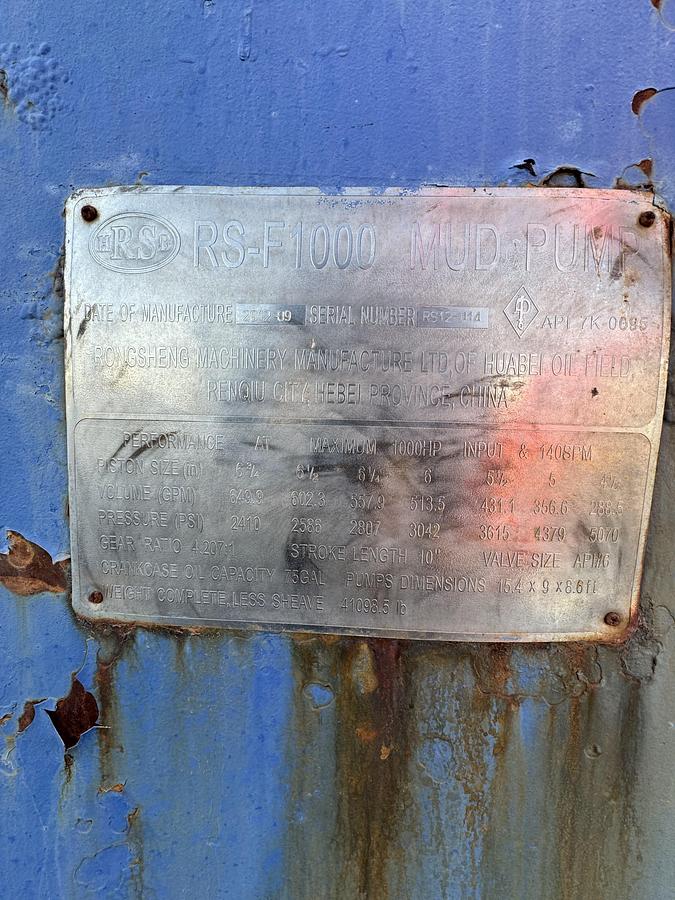 HRSB RS-F1000 MUD PUMP
DATE OF MANUFACTURE 2012-09 SERIAL NUMBER RS12-114 API 7K-0695
RONGSHENG MACHINERY MANUFACTURE LTD, OF HUABEI OIL FIELD,
RENQIU CITY, HEBEI PROVINCE, CHINA
PERFORMANCE AT MAXIMUM 1000HP INPUT & 140SPM
PISTON SIZE (in) 6¾ 6½ 6¼ 6 5½ 5 4½
VOLUME (GPM) 649.9 602.3 557.9 513.5 431.1 356.6 288.5
PRESSURE (PSI) 2410 2586 2807 3042 3615 4379 5070
GEAR RATIO 4.207:1 STROKE LENGTH 10" VALVE SIZE API/6
CRANKCASE OIL CAPACITY 75GAL PUMPS DIMENSIONS 15.4 x 9 x 8.6ft
WEIGHT COMPLETE, LESS SHEAVE 41098.5 lb